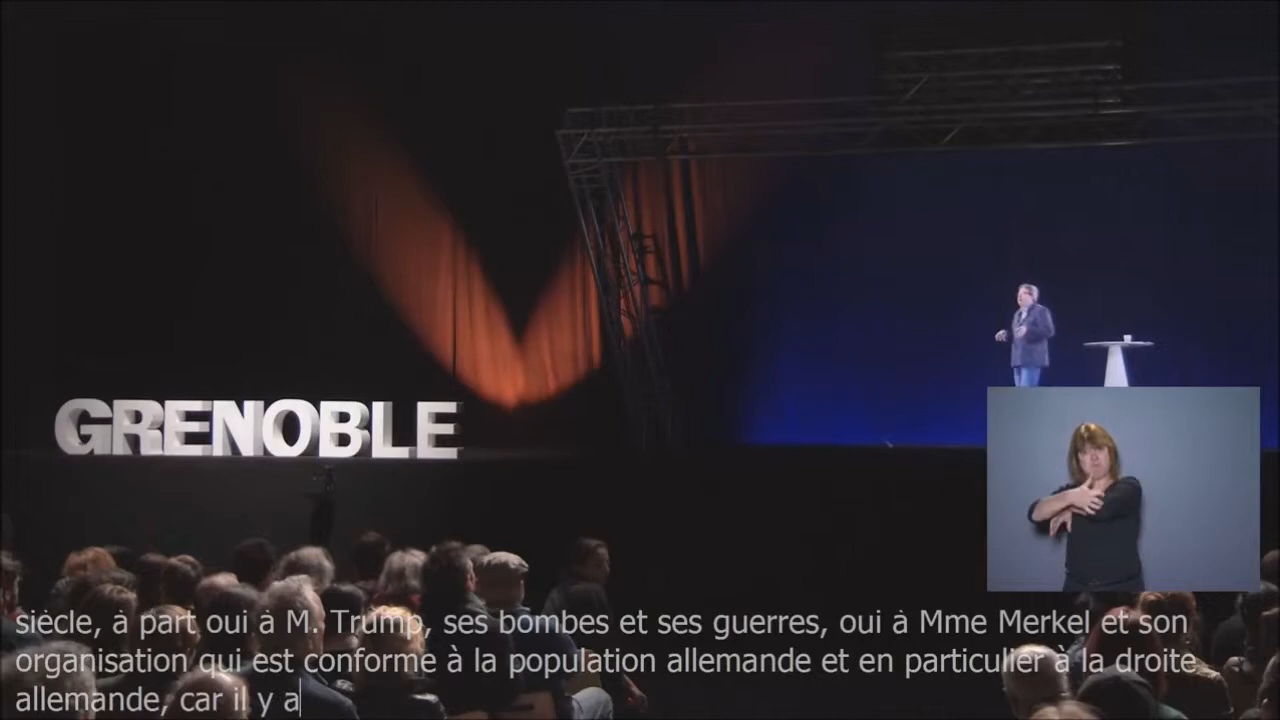 GRENOBLE
siècle, à part oui à M. Trump, ses bombes et ses guerres, oui à Mme Merkel et son
organisation qui est conforme à la population allemande et en particulier à la droite
allemande, car il y a